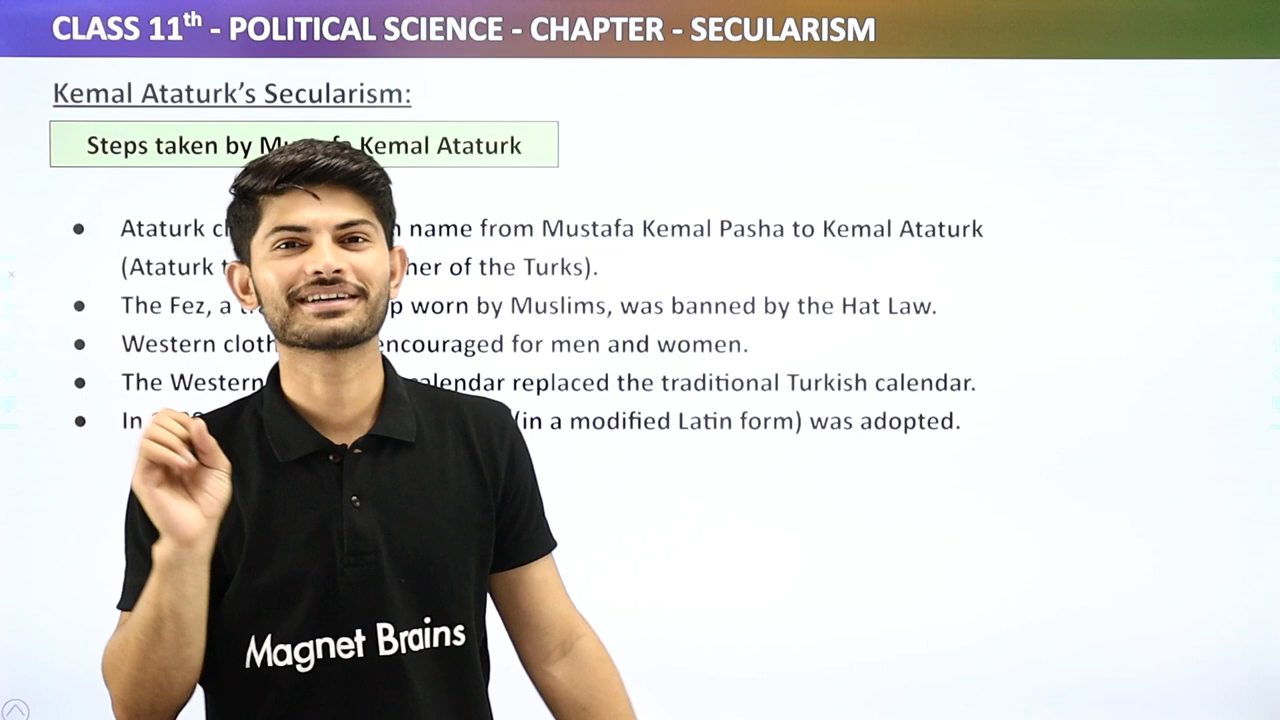 CLASS 11th - POLITICAL SCIENCE - CHAPTER - SECULARISM
Kemal Ataturk's Secularism:
Steps taken by Kemal Ataturk
Ataturk name from Mustafa Kemal Pasha to Kemal Ataturk
(Ataturk of the Turks).
The Fez, a worn by Muslims, was banned by the Hat Law.
Western encouraged for men and women.
The Western calendar replaced the traditional Turkish calendar.
In (in a modified Latin form) was adopted.
Magnet Brains